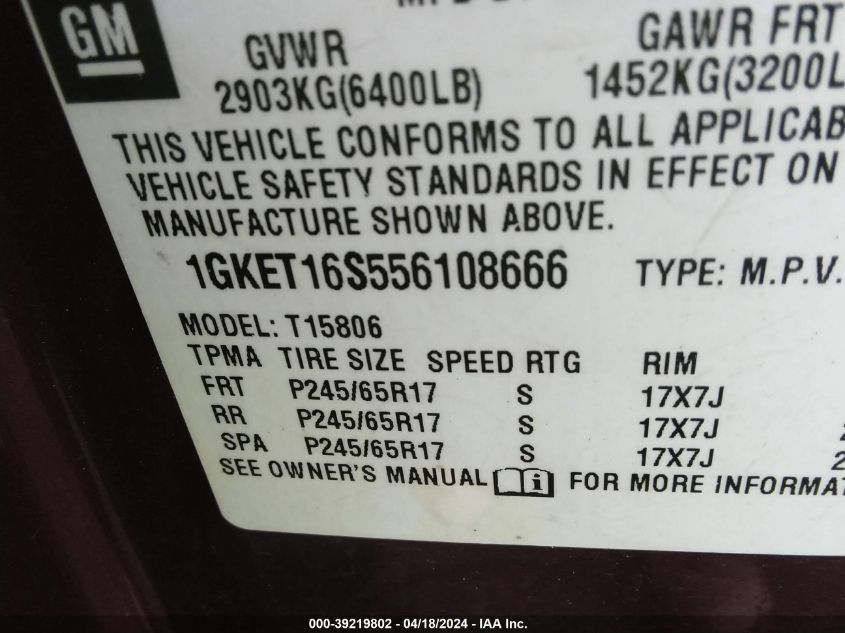 GM
GVWR GAWR FRT
2903KG(6400LB) 1452KG(3200L
THIS VEHICLE CONFORMS TO ALL APPLICAB
VEHICLE SAFETY STANDARDS IN EFFECT ON
MANUFACTURE SHOWN ABOVE.
1GKET16S556108666 TYPE: M.P.V.
MODEL: T15806
TPMA TIRE SIZE SPEED RTG RIM
FRT P245/65R17 S 17X7J
RR P245/65R17 S 17X7J
SPA P245/65R17 S 17X7J
SEE OWNER'S MANUAL FOR MORE INFORMAT
000-39219802 - 04/18/2024 - IAA Inc.